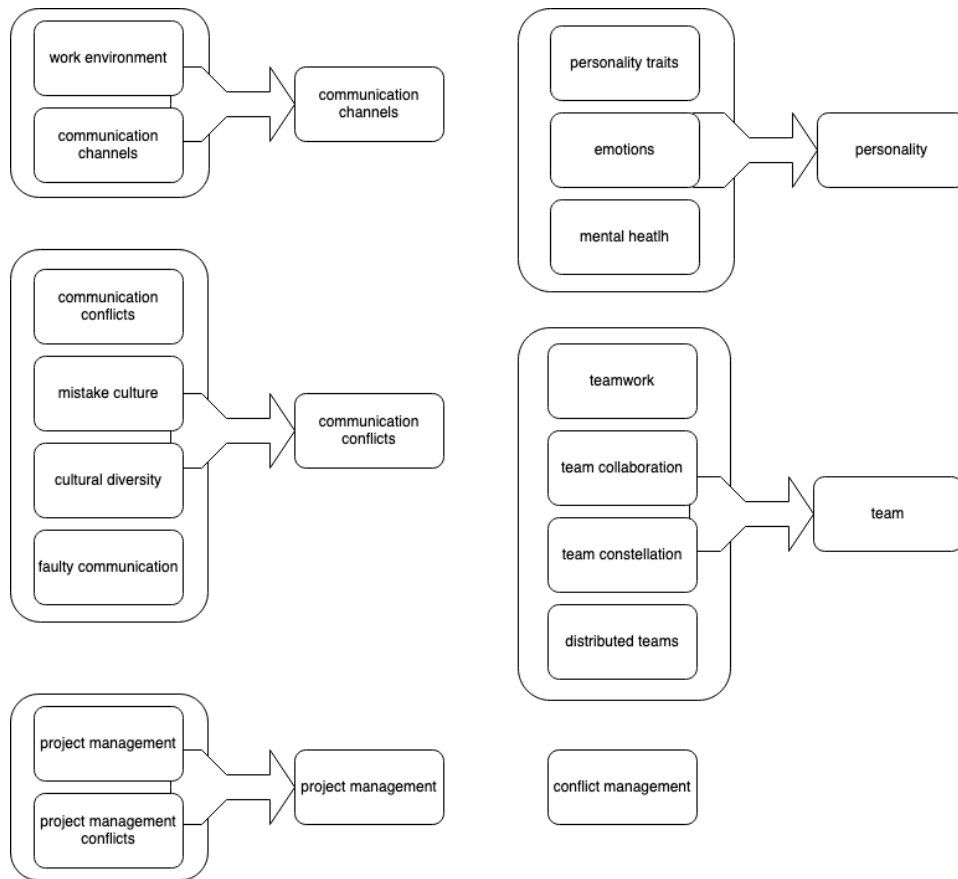 work environment
communication
channels
communication
channels
communication
conflicts
mistake culture
cultural diversity
faulty communication
communication
conflicts
project management
project management
conflicts
project management
personality traits
emotions
mental heatlh
personality
teamwork
team collaboration
team constellation
distributed teams
team
conflict management